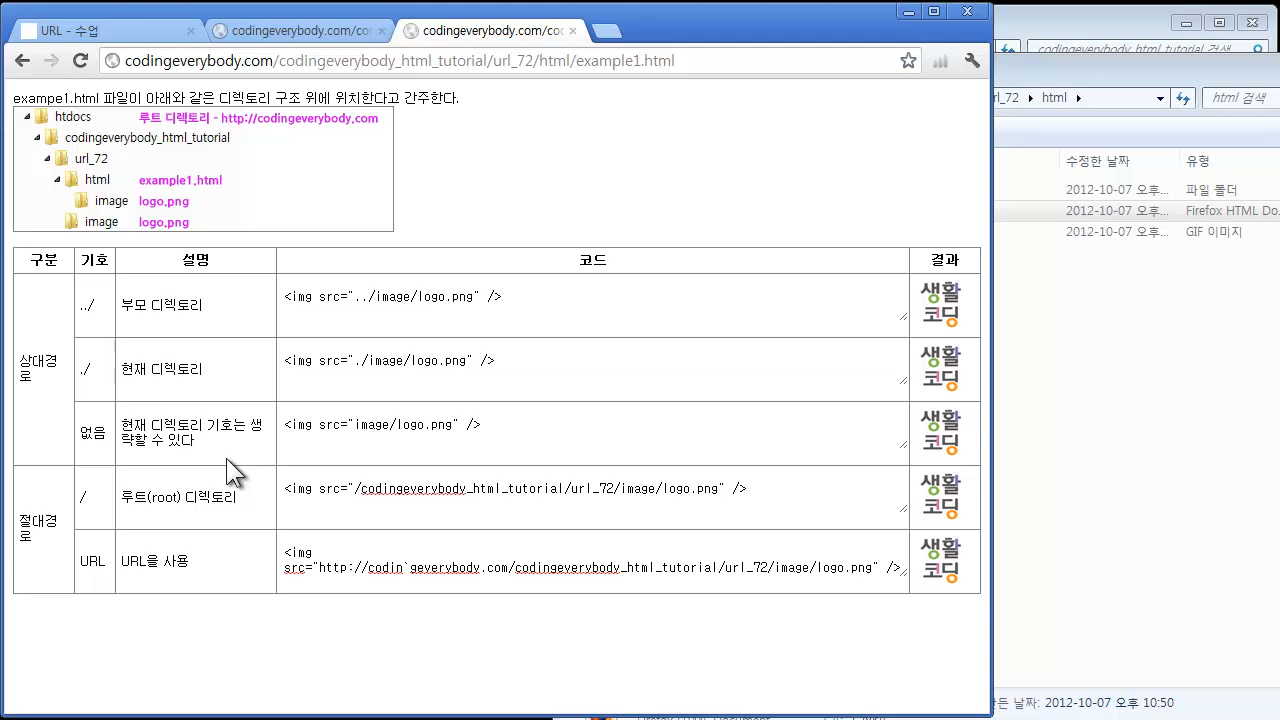 URL - 수업
codingeverybody.com/co
codingeverybody.com/co
codingeverybody.com/codingeverybody_html_tutorial/url_72/html/example1.html
exampe1.html 파일이 아래와 같은 디렉토리 구조 위에 위치한다고 간주한다.
htdocs 루트 디렉토리 - http://codingeverybody.com
codingeverybody_html_tutorial
url_72
html example1.html
image logo.png
image logo.png
구분 기호 설명 코드 결과
상대경로
../ 부모 디렉토리 <img src="../image/logo.png" /> 생활
코딩
./ 현재 디렉토리 <img src="./image/logo.png" /> 생활
코딩
없음 현재 디렉토리 기호는 생
략할 수 있다 <img src="image/logo.png" /> 생활
코딩
절대경로
/ 루트(root) 디렉토리 <img src="/codingeverybody_html_tutorial/url_72/image/logo.png" /> 생활
코딩
URL URL을 사용 <img
src="http://codin`geverybody.com/codingeverybody_html_tutorial/url_72/image/logo.png" /> 생활
코딩
codingeverybody_html_tutorial 검색
rl_72 html html 검색
수정한 날짜 유형
2012-10-07 오후... 파일 폴더
2012-10-07 오후... Firefox HTML Do
2012-10-07 오후... GIF 이미지
든 날짜: 2012-10-07 오후 10:50